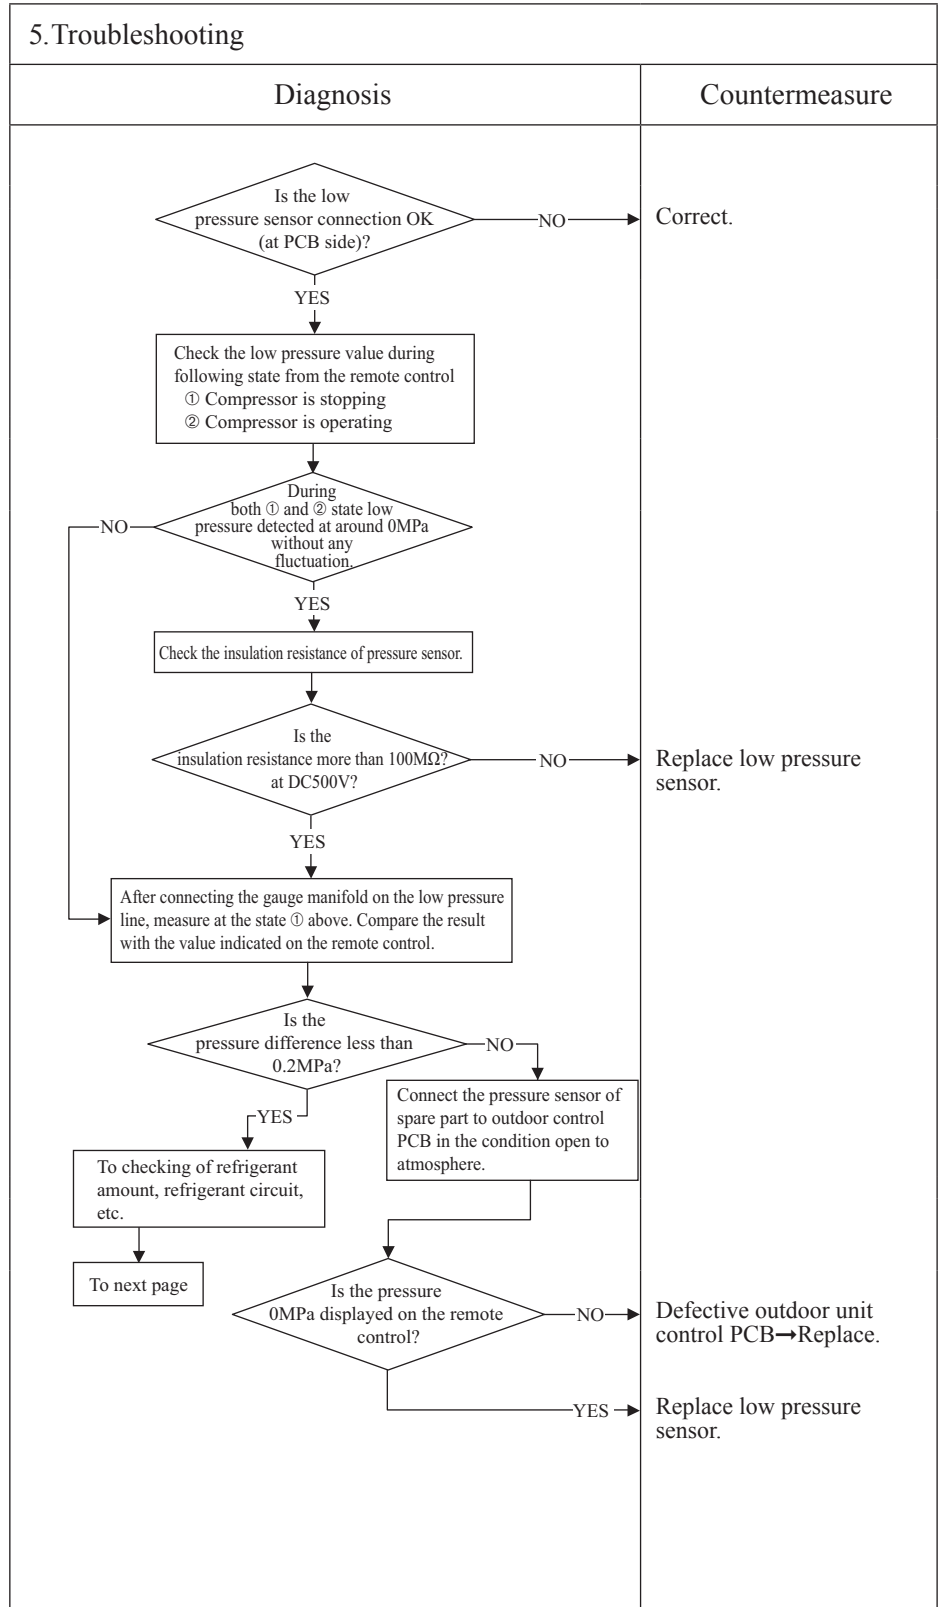 5.Troubleshooting
Diagnosis
Countermeasure
Is the low
pressure sensor connection OK
(at PCB side)?
NO
Correct.
YES
Check the low pressure value during
following state from the remote control
① Compressor is stopping
② Compressor is operating
During
both ① and ② state low
pressure detected at around 0MPa
without any
fluctuation.
NO
YES
Check the insulation resistance of pressure sensor.
Is the
insulation resistance more than 100MΩ?
at DC500V?
NO
Replace low pressure
sensor.
YES
After connecting the gauge manifold on the low pressure
line, measure at the state ① above. Compare the result
with the value indicated on the remote control.
Is the
pressure difference less than
0.2MPa?
NO
YES
Connect the pressure sensor of
spare part to outdoor control
PCB in the condition open to
atmosphere.
To checking of refrigerant
amount, refrigerant circuit,
etc.
To next page
Is the pressure
0MPa displayed on the remote
control?
NO
Defective outdoor unit
control PCB→Replace.
YES
Replace low pressure
sensor.